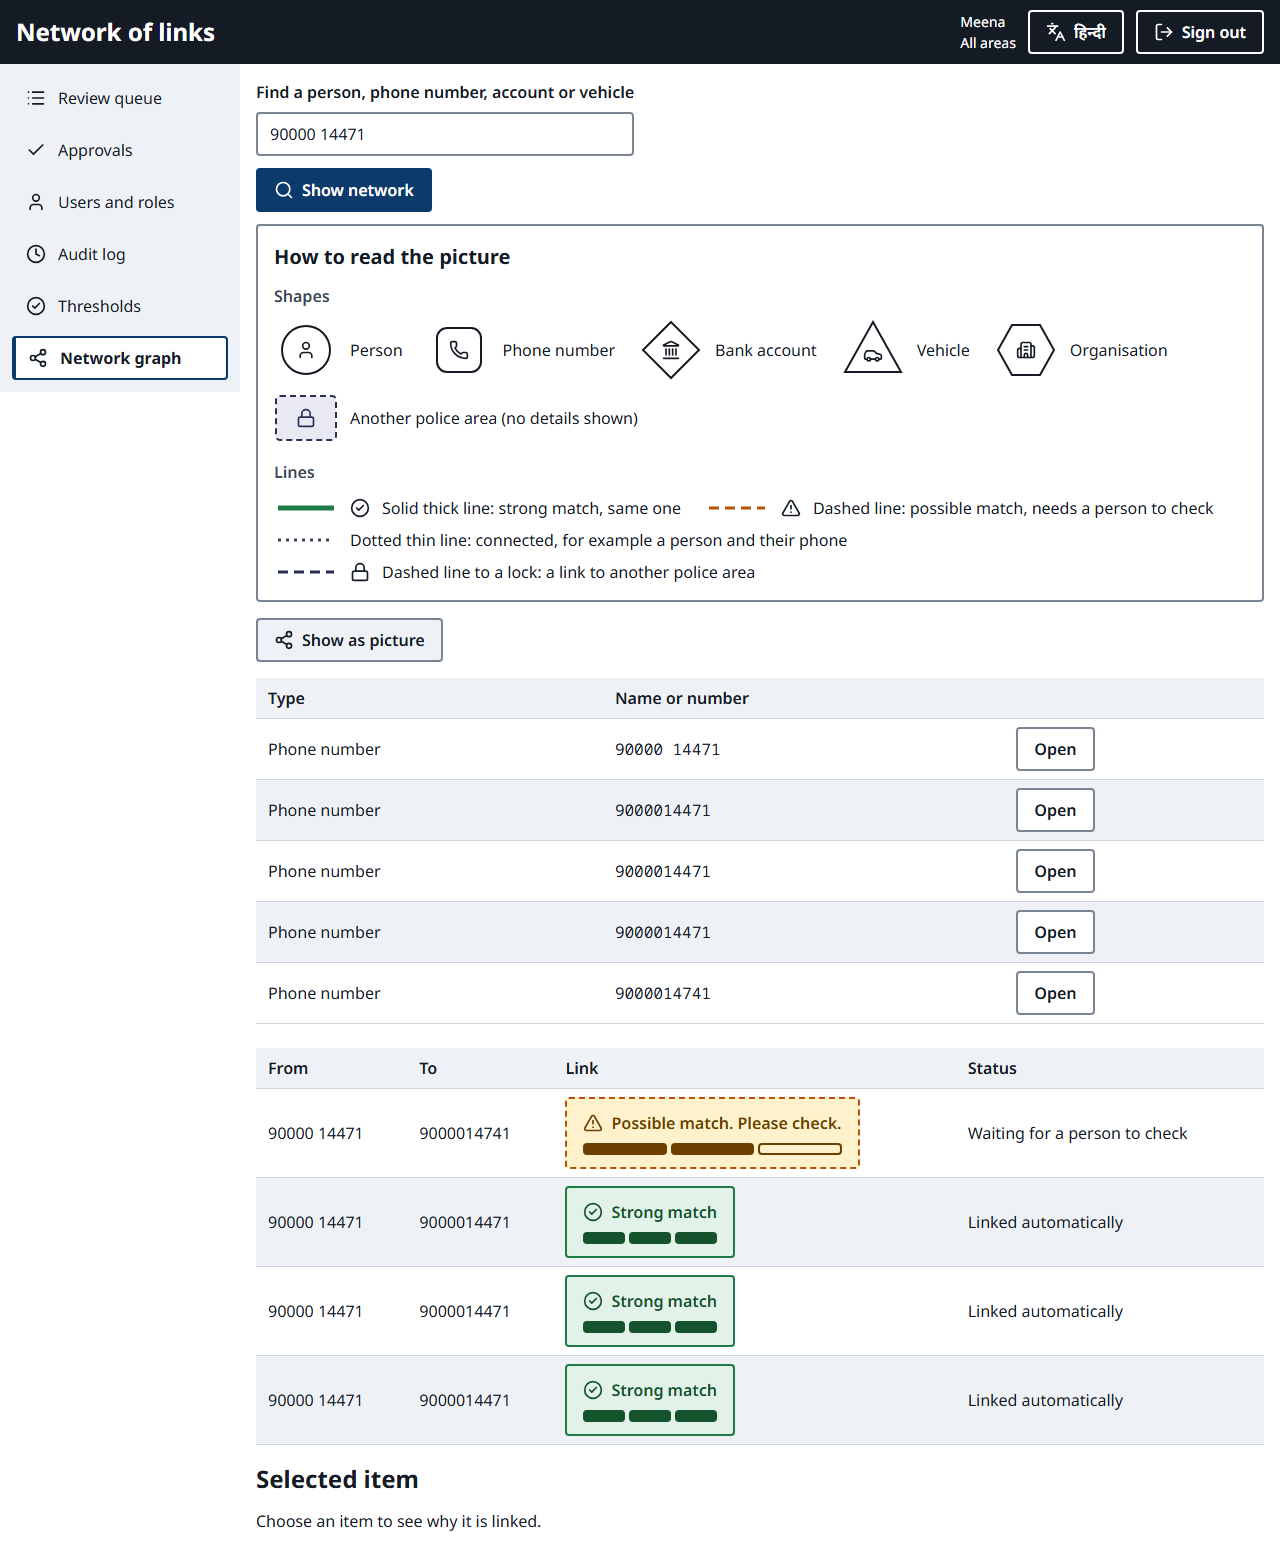 Network of links
Meena
All areas
हिन्दी
Sign out
Review queue
Approvals
Users and roles
Audit log
Thresholds
Network graph
Find a person, phone number, account or vehicle
90000 14471
Show network
How to read the picture
Shapes
Person
Phone number
Bank account
Vehicle
Organisation
Another police area (no details shown)
Lines
Solid thick line: strong match, same one
Dashed line: possible match, needs a person to check
Dotted thin line: connected, for example a person and their phone
Dashed line to a lock: a link to another police area
Show as picture
Type Name or number
Phone number 90000 14471 Open
Phone number 9000014471 Open
Phone number 9000014471 Open
Phone number 9000014471 Open
Phone number 9000014741 Open
From To Link Status
90000 14471 9000014741 Possible match. Please check. Waiting for a person to check
90000 14471 9000014471 Strong match Linked automatically
90000 14471 9000014471 Strong match Linked automatically
90000 14471 9000014471 Strong match Linked automatically
Selected item
Choose an item to see why it is linked.